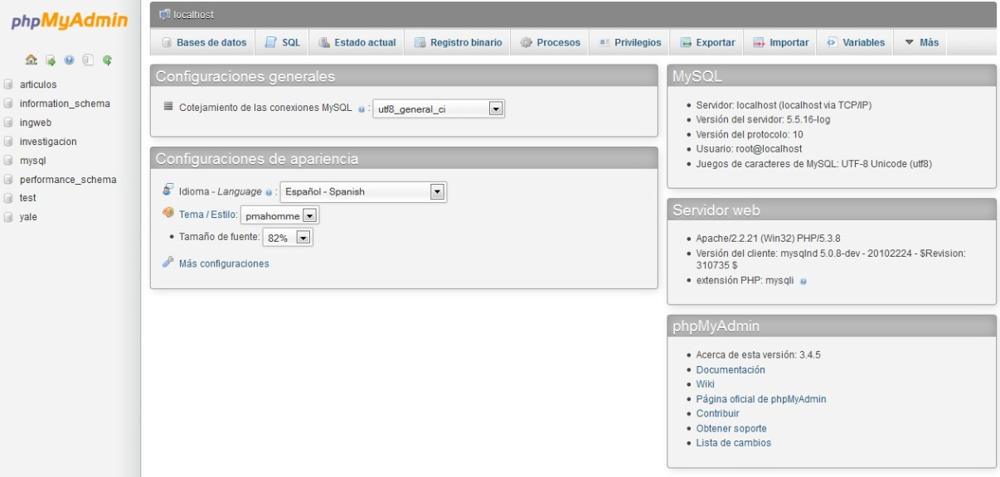 phpMyAdmin
articulos
information_schema
ingweb
investigacion
mysql
performance_schema
test
yale
localhost
Bases de datos
SQL
Estado actual
Registro binario
Procesos
Privilegios
Exportar
Importar
Variables
Más
Configuraciones generales
Cotejamiento de las conexiones MySQL : utf8_general_ci
Configuraciones de apariencia
Idioma - Language : Español - Spanish
Tema / Estilo: pmahomme
• Tamaño de fuente: 82%
Más configuraciones
MySQL
• Servidor: localhost (localhost via TCP/IP)
• Versión del servidor: 5.5.16-log
• Versión del protocolo: 10
• Usuario: root@localhost
• Juegos de caracteres de MySQL: UTF-8 Unicode (utf8)
Servidor web
• Apache/2.2.21 (Win32) PHP/5.3.8
• Versión del cliente: mysqlnd 5.0.8-dev - 20102224 - $Revision:
310735 $
• extensión PHP: mysqli
phpMyAdmin
• Acerca de esta versión: 3.4.5
• Documentación
• Wiki
• Página oficial de phpMyAdmin
• Contribuir
• Obtener soporte
• Lista de cambios